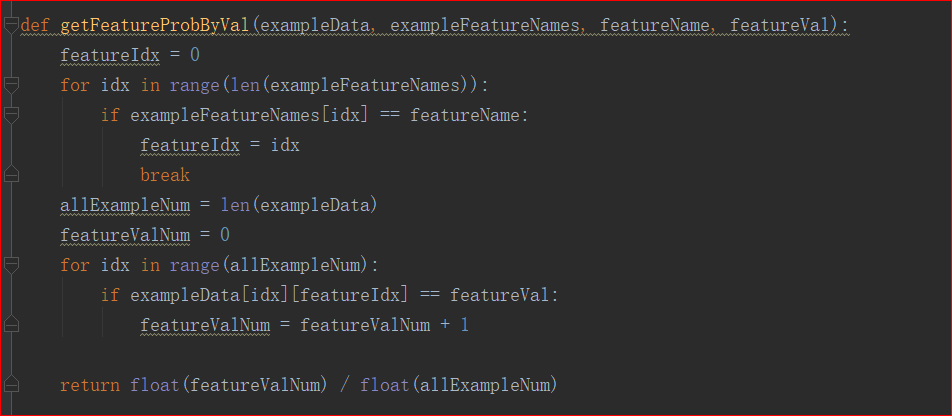 def getFeatureProbByVal(exampleData, exampleFeatureNames, featureName, featureVal):
    featureIdx = 0
    for idx in range(len(exampleFeatureNames)):
        if exampleFeatureNames[idx] == featureName:
            featureIdx = idx
            break
    allExampleNum = len(exampleData)
    featureValNum = 0
    for idx in range(allExampleNum):
        if exampleData[idx][featureIdx] == featureVal:
            featureValNum = featureValNum + 1
    return float(featureValNum) / float(allExampleNum)